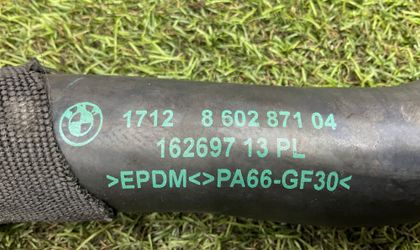 1712 8 602 871 04
162697 13 PL
>EPDM<>PA66-GF30<